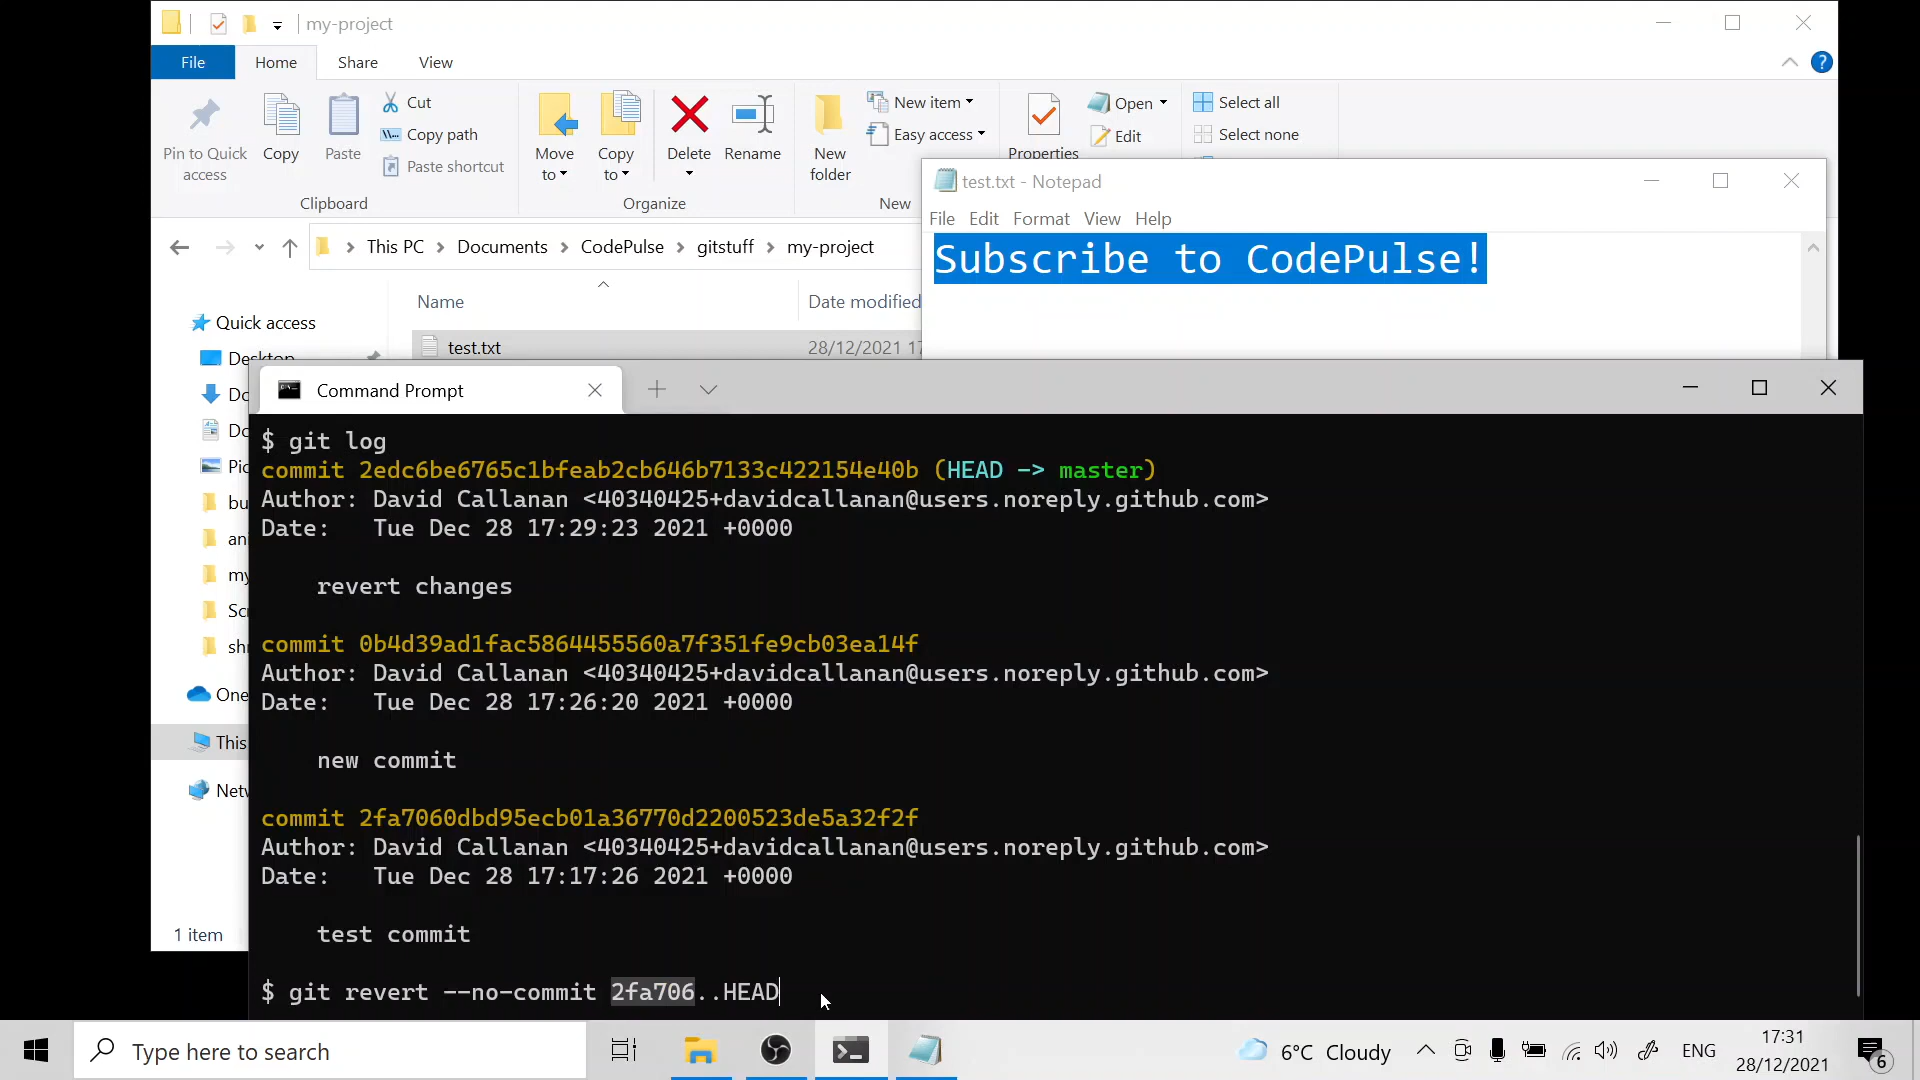 my-project
File Home Share View
Pin to Quick access
Copy
Paste
Cut
Copy path
Paste shortcut
Clipboard
Move to
Copy to
Delete
Rename
Organize
New folder
New item
Easy access
New
Properties
Open
Edit
Select all
Select none
This PC > Documents > CodePulse > gitstuff > my-project
Name
Date modified
test.txt
28/12/2021 17
Quick access
Desktop
This
1 item
test.txt - Notepad
File Edit Format View Help
Subscribe to CodePulse!
Command Prompt
$ git log
commit 2edc6be6765c1bfeab2cb646b7133c422154e40b (HEAD -> master)
Author: David Callanan <40340425+davidcallanan@users.noreply.github.com>
Date:   Tue Dec 28 17:29:23 2021 +0000
revert changes
commit 0b4d39ad1fac5864455560a7f351fe9cb03ea14f
Author: David Callanan <40340425+davidcallanan@users.noreply.github.com>
Date:   Tue Dec 28 17:26:20 2021 +0000
new commit
commit 2fa7060dbd95ecb01a36770d2200523de5a32f2f
Author: David Callanan <40340425+davidcallanan@users.noreply.github.com>
Date:   Tue Dec 28 17:17:26 2021 +0000
test commit
$ git revert --no-commit 2fa706..HEAD
Type here to search
6°C Cloudy
ENG
17:31
28/12/2021
6